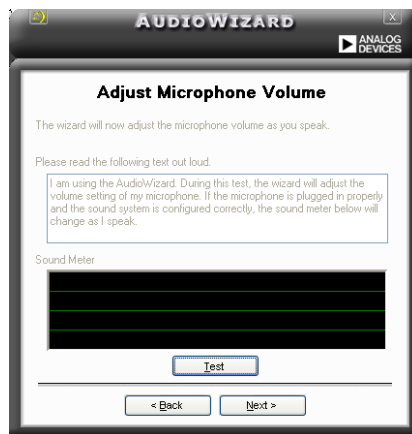 AUDIOWIZARD
ANALOG
DEVICES
Adjust Microphone Volume
The wizard will now adjust the microphone volume as you speak.
Please read the following text out loud.
I am using the AudioWizard. During this test, the wizard will adjust the
volume setting of my microphone. If the microphone is plugged in properly
and the sound system is configured correctly, the sound meter below will
change as I speak.
Sound Meter
Test
< Back Next >